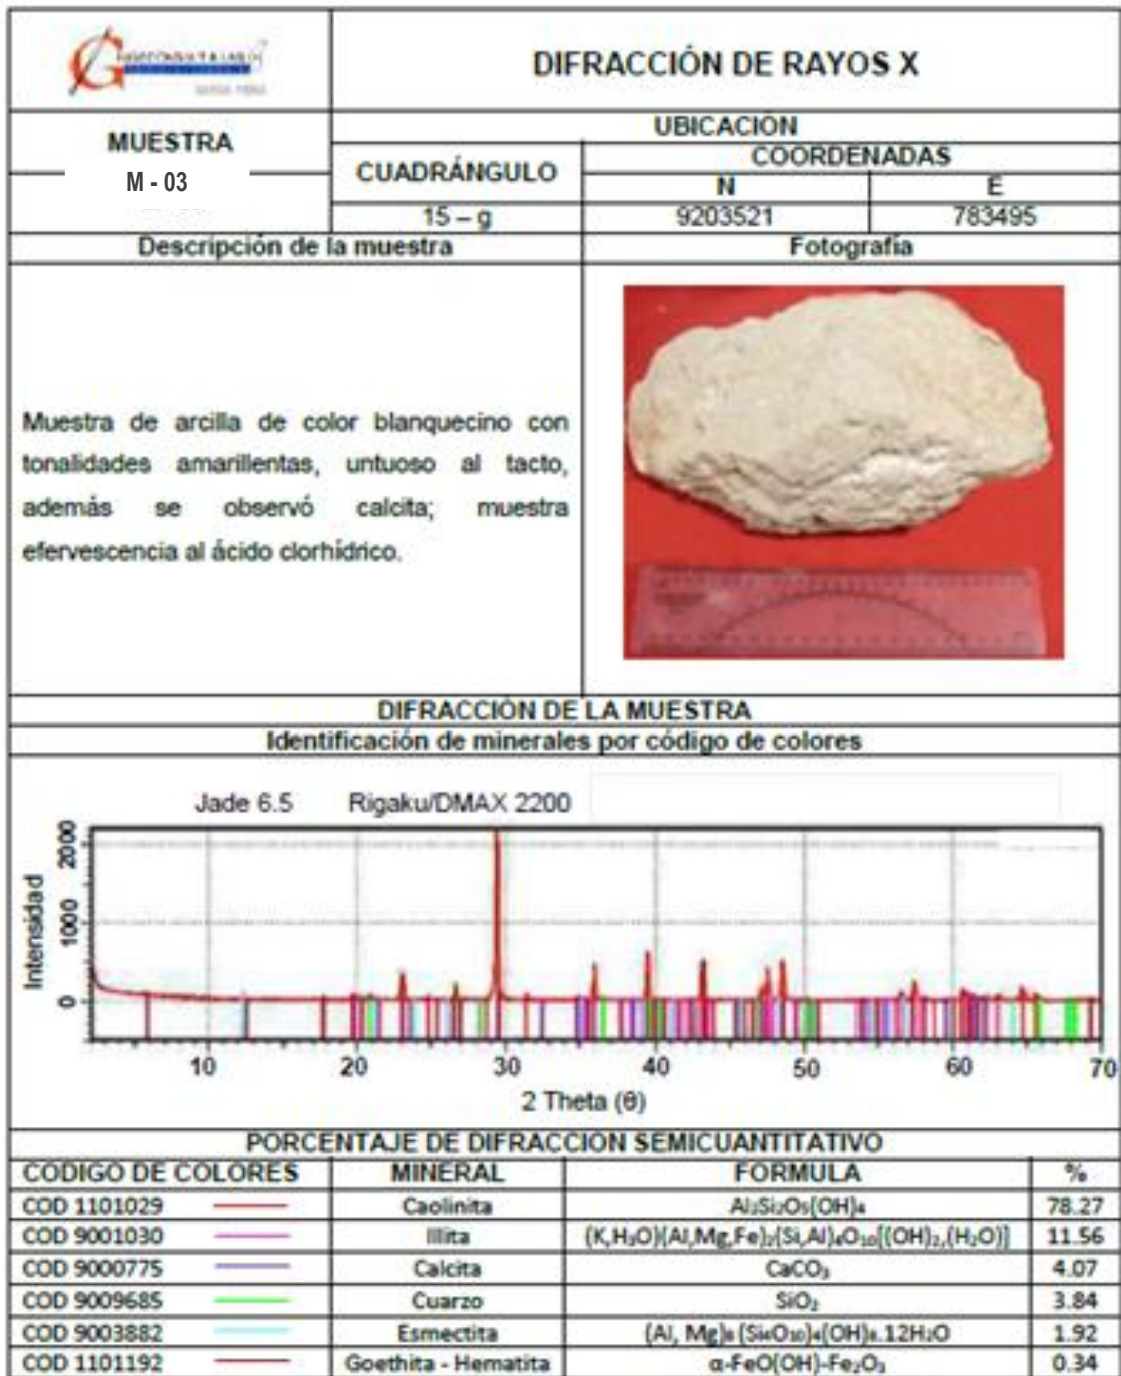 DIFRACCIÓN DE RAYOS X
MUESTRA
M - 03
UBICACIÓN
CUADRÁNGULO
COORDENADAS
N
E
15 – g
9203521
783495
Descripción de la muestra
Fotografía
Muestra de arcilla de color blanquecino con
tonalidades amarillentas, untuoso al tacto,
además se observó calcita; muestra
efervescencia al ácido clorhídrico.
DIFRACCIÓN DE LA MUESTRA
Identificación de minerales por código de colores
Jade 6.5 Rigaku/DMAX 2200
Intensidad
2000
1000
0
10 20 30 40 50 60 70
2 Theta (θ)
PORCENTAJE DE DIFRACCION SEMICUANTITATIVO
CODIGO DE COLORES MINERAL FORMULA %
COD 1101029 Caolinita Al₂Si₂O₅(OH)₄ 78.27
COD 9001030 Illita (K,H₃O)(Al,Mg,Fe)₂(Si,Al)₄O₁₀[(OH)₂,(H₂O)] 11.56
COD 9000775 Calcita CaCO₃ 4.07
COD 9009685 Cuarzo SiO₂ 3.84
COD 9003882 Esmectita (Al, Mg)₈(Si₄O₁₀)₄(OH)₈.12H₂O 1.92
COD 1101192 Goethita - Hematita α-FeO(OH)-Fe₂O₃ 0.34